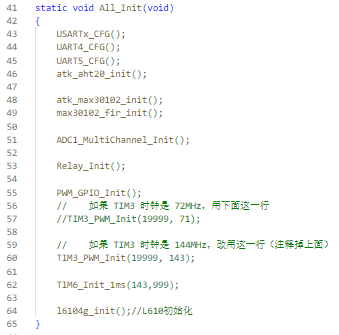 41 static void All_Init(void)
42 {
43 USARTx_CFG();
44 UART4_CFG();
45 UART5_CFG();
46 atk_aht20_init();
47
48 atk_max30102_init();
49 max30102_fir_init();
50
51 ADC1_MultiChannel_Init();
52
53 Relay_Init();
54
55 PWM_GPIO_Init();
56 // 如果 TIM3 时钟是 72MHz，用下面这一行
57 //TIM3_PWM_Init(19999, 71);
58
59 // 如果 TIM3 时钟是 144MHz，改用这一行（注释掉上面）
60 TIM3_PWM_Init(19999, 143);
61
62 TIM6_Init_1ms(143,999);
63
64 l6104g_init();//L610初始化
65 }